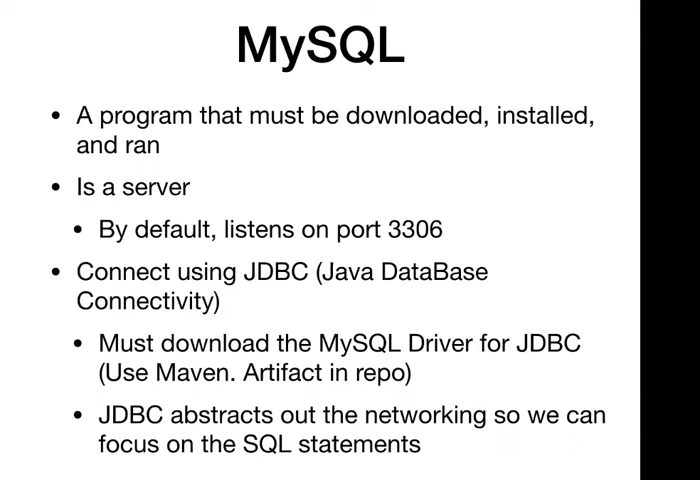 MySQL
• A program that must be downloaded, installed,
and ran
• Is a server
• By default, listens on port 3306
• Connect using JDBC (Java DataBase
Connectivity)
• Must download the MySQL Driver for JDBC
(Use Maven. Artifact in repo)
• JDBC abstracts out the networking so we can
focus on the SQL statements